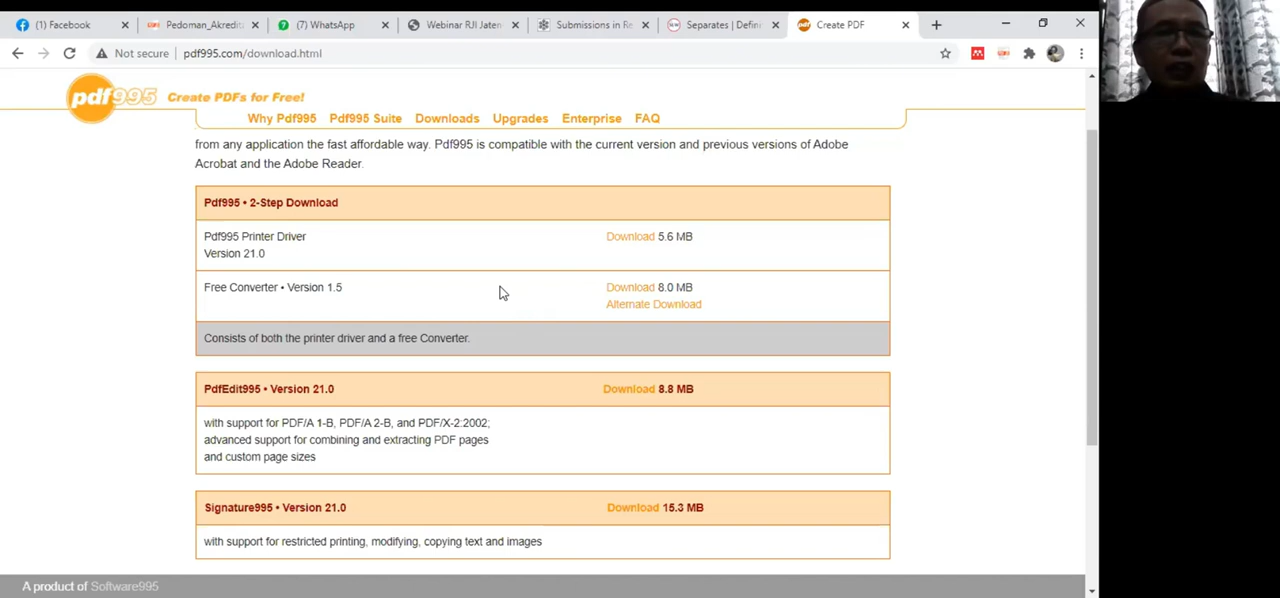 (1) Facebook
Pedoman_Akredit
(7) WhatsApp
Webinar RJI Jaten
Submissions in Re
Separates | Defini
Create PDF
Not secure
pdf995.com/download.html
pdf995 Create PDFs for Free!
Why Pdf995
Pdf995 Suite
Downloads
Upgrades
Enterprise
FAQ
from any application the fast affordable way. Pdf995 is compatible with the current version and previous versions of Adobe
Acrobat and the Adobe Reader.
Pdf995 • 2-Step Download
Pdf995 Printer Driver
Version 21.0
Download 5.6 MB
Free Converter • Version 1.5
Download 8.0 MB
Alternate Download
Consists of both the printer driver and a free Converter.
PdfEdit995 • Version 21.0
Download 8.8 MB
with support for PDF/A 1-B, PDF/A 2-B, and PDF/X-2:2002;
advanced support for combining and extracting PDF pages
and custom page sizes
Signature995 • Version 21.0
Download 15.3 MB
with support for restricted printing, modifying, copying text and images
A product of Software995